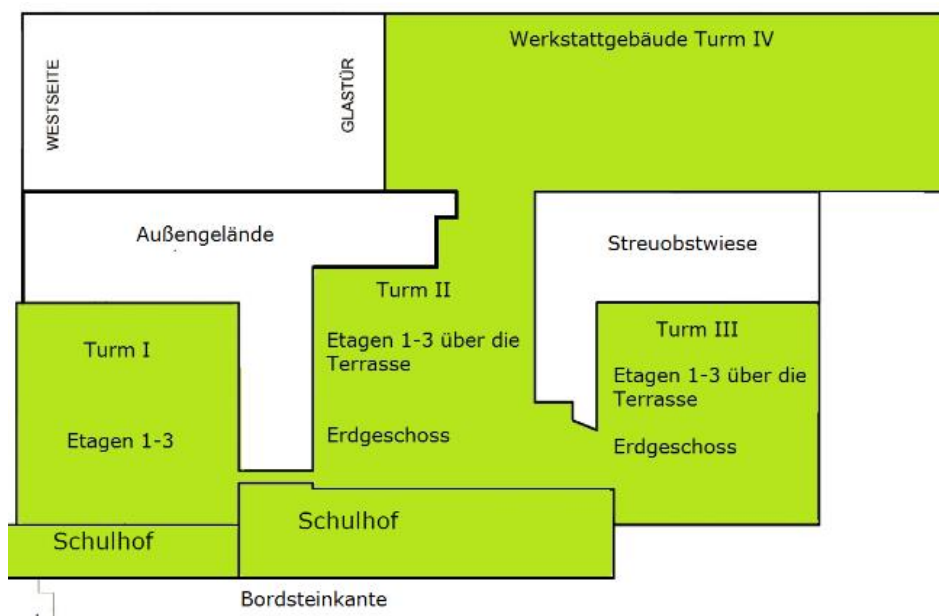 Werkstattgebäude Turm IV
WESTSEITE
GLASTÜR
Außengelände
Streuobstwiese
Turm II
Etagen 1-3 über die
Terrasse
Erdgeschoss
Turm III
Etagen 1-3 über die
Terrasse
Erdgeschoss
Turm I
Etagen 1-3
Schulhof
Schulhof
Bordsteinkante